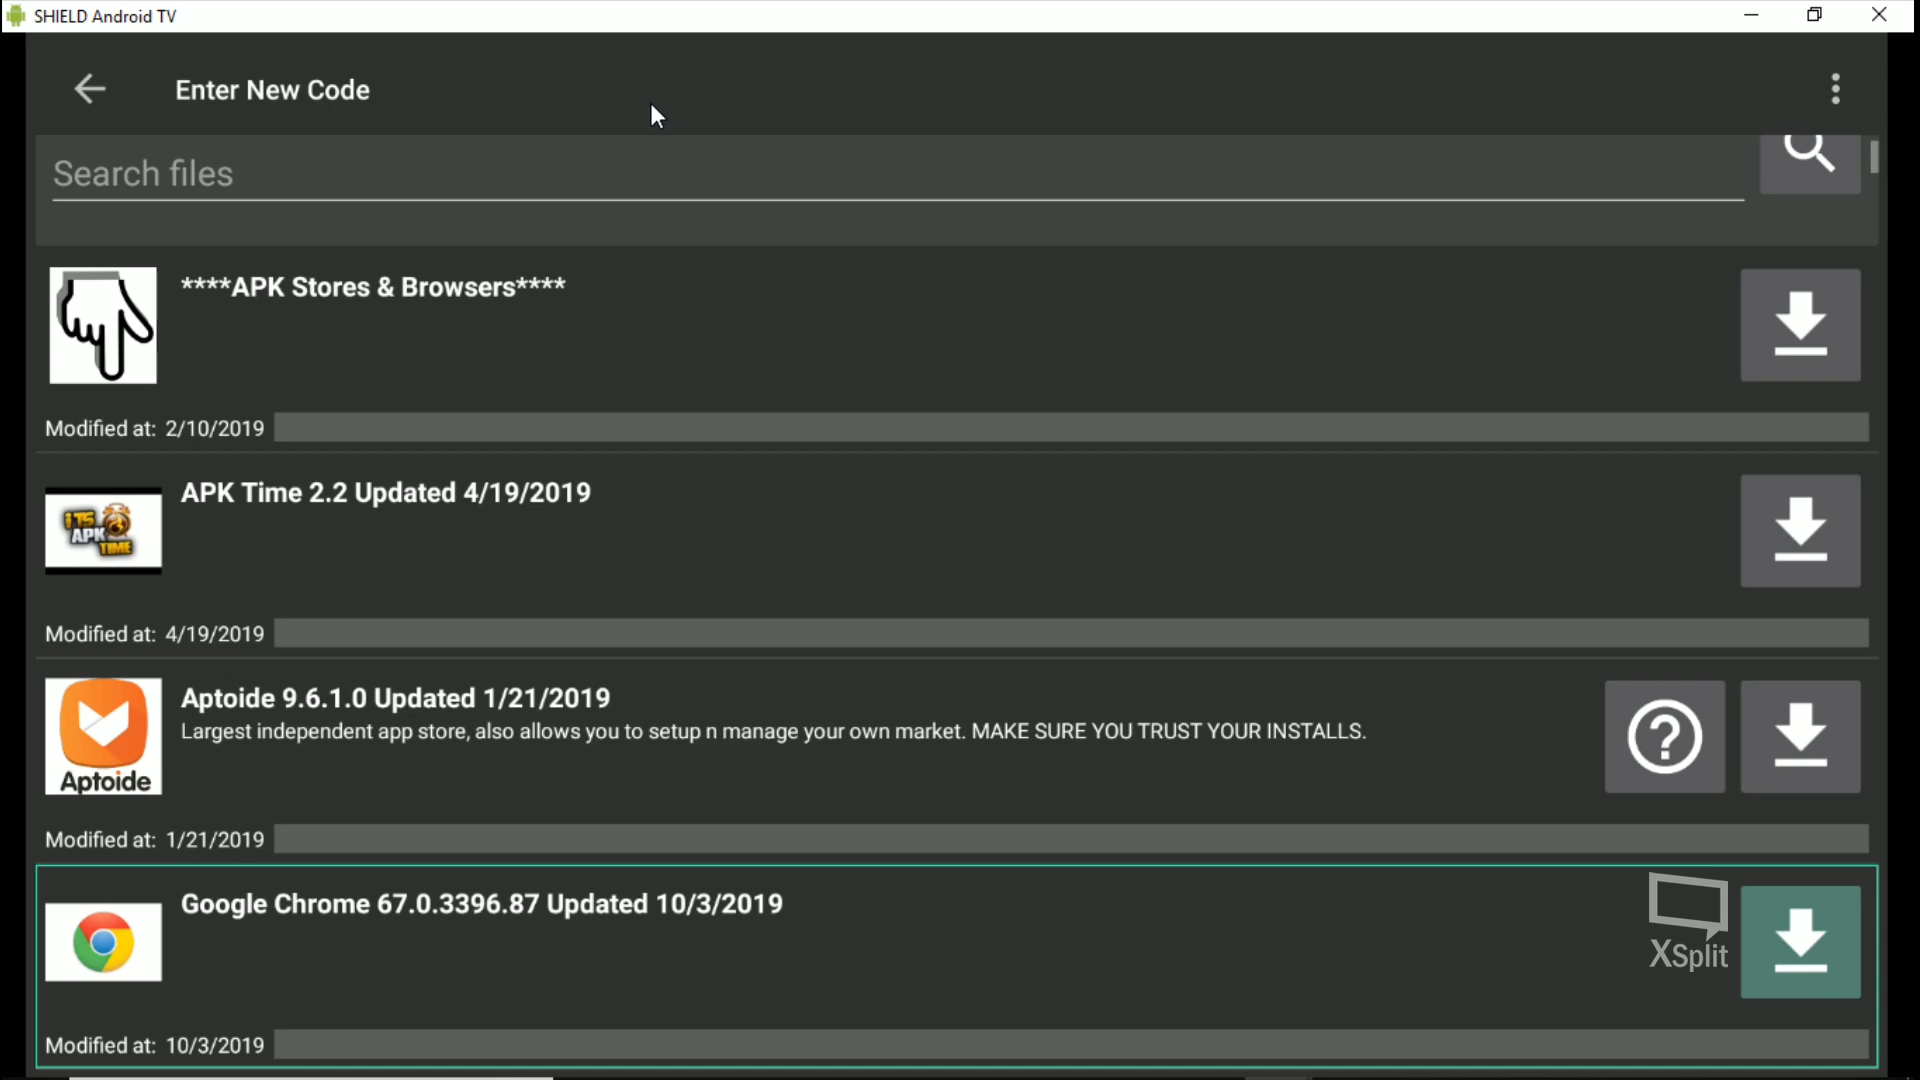 SHIELD Android TV
Enter New Code
Search files
****APK Stores & Browsers****
Modified at: 2/10/2019
APK Time 2.2 Updated 4/19/2019
iTS
APK
TIME
Modified at: 4/19/2019
Aptoide 9.6.1.0 Updated 1/21/2019
Largest independent app store, also allows you to setup n manage your own market. MAKE SURE YOU TRUST YOUR INSTALLS.
Aptoide
Modified at: 1/21/2019
Google Chrome 67.0.3396.87 Updated 10/3/2019
XSplit
Modified at: 10/3/2019